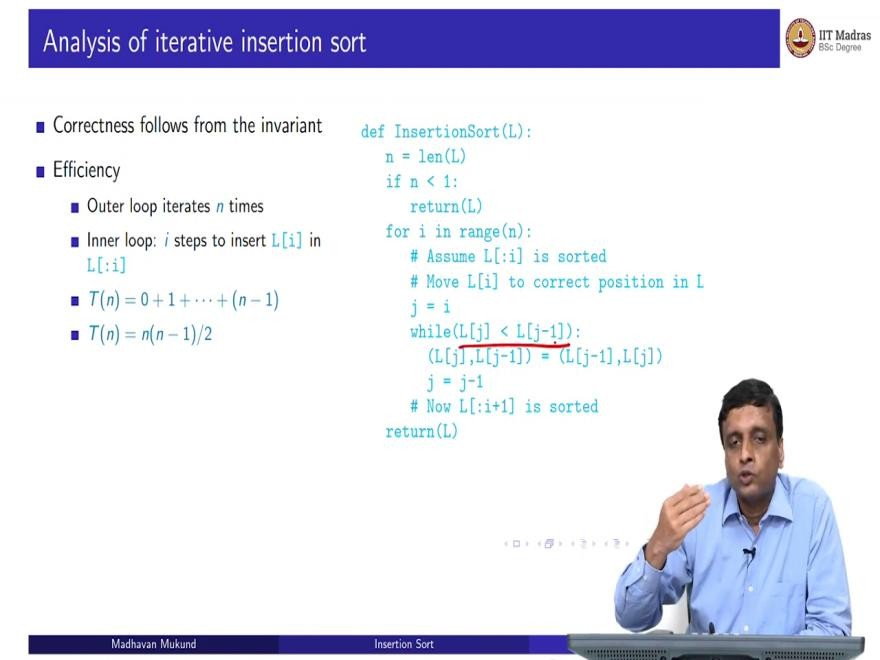 Analysis of iterative insertion sort
IIT Madras
BSc Degree
Correctness follows from the invariant
Efficiency
Outer loop iterates n times
Inner loop: i steps to insert L[i] in
L[:i]
T(n) = 0 + 1 + ··· + (n − 1)
T(n) = n(n − 1)/2
def InsertionSort(L):
n = len(L)
if n < 1:
return(L)
for i in range(n):
# Assume L[:i] is sorted
# Move L[i] to correct position in L
j = i
while(L[j] < L[j-1]):
(L[j],L[j-1]) = (L[j-1],L[j])
j = j-1
# Now L[:i+1] is sorted
return(L)
Madhavan Mukund
Insertion Sort